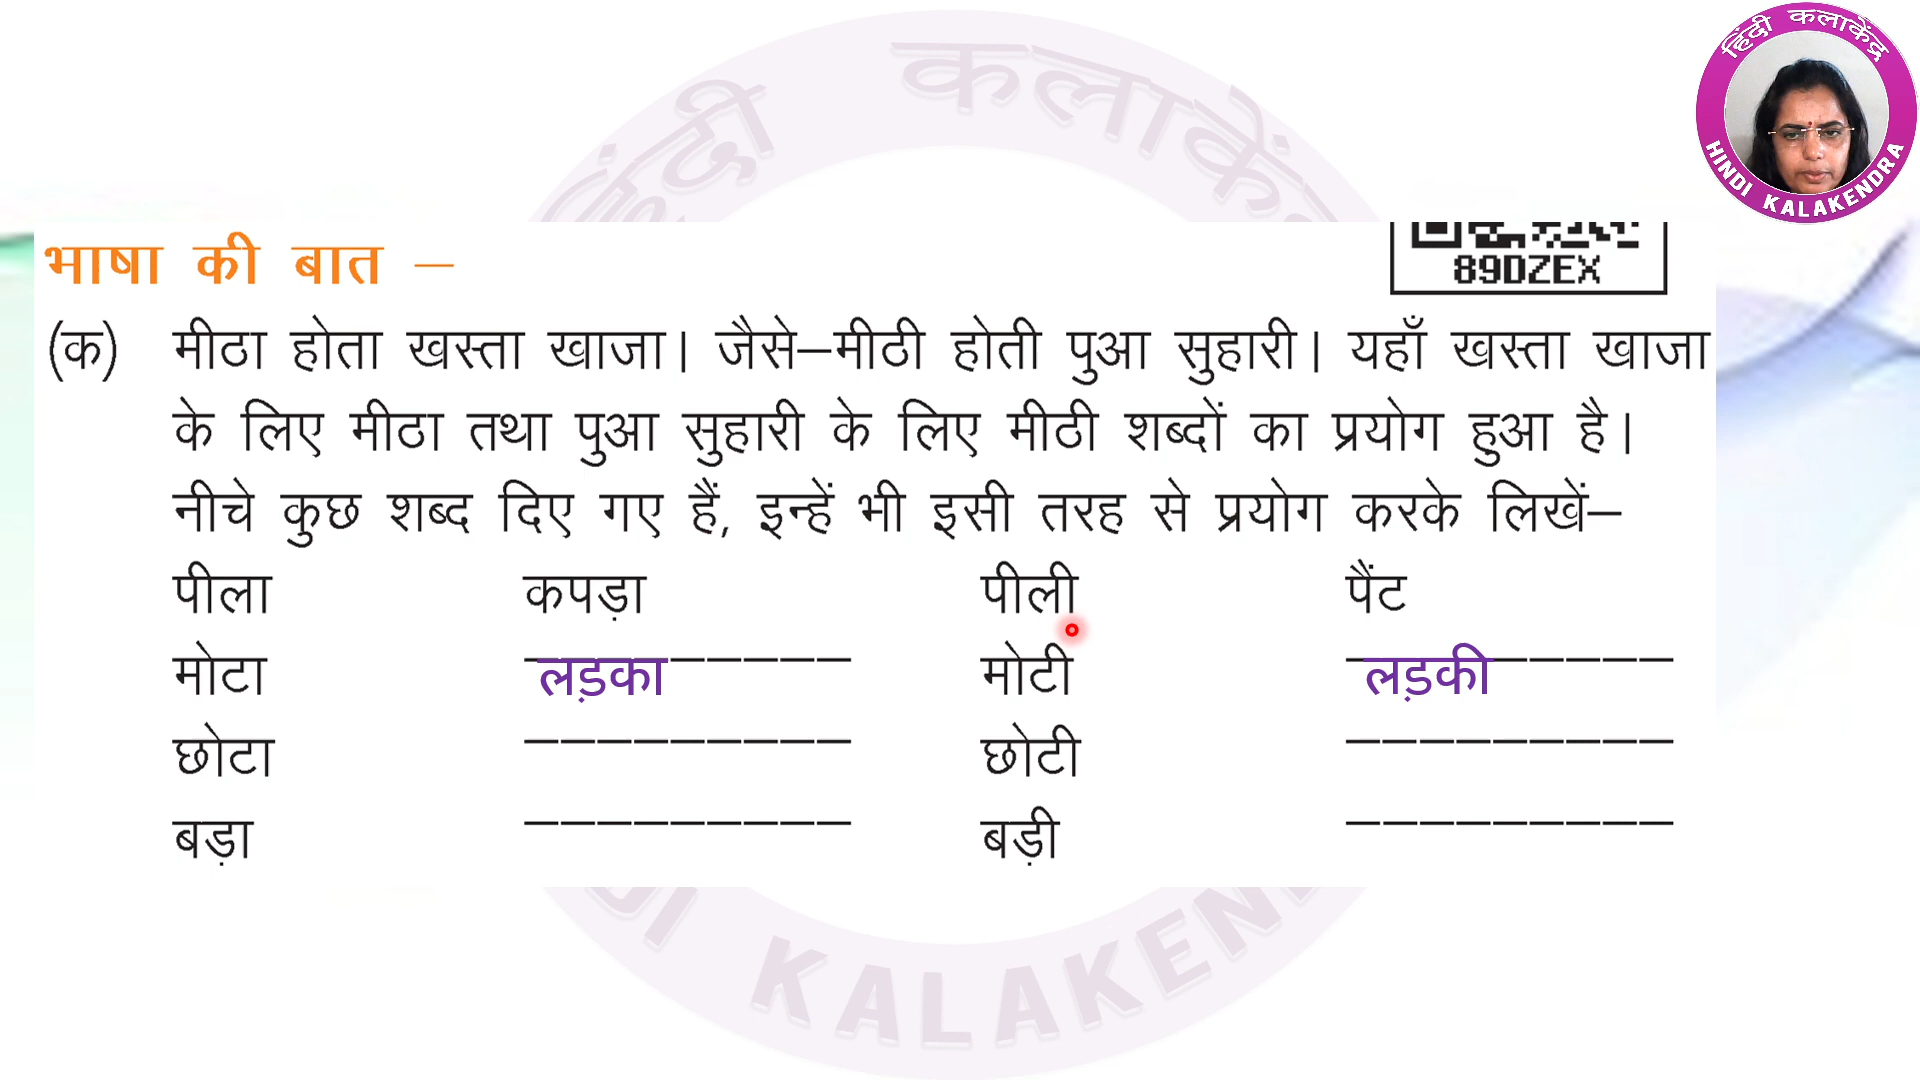 हिंदी कलाकेंद्र
हिंदी कलाकेंद्र
HINDI KALAKENDRA
भाषा की बात –
89DZEX
(क) मीठा होता खस्ता खाजा। जैसे–मीठी होती पुआ सुहारी। यहाँ खस्ता खाजा
के लिए मीठा तथा पुआ सुहारी के लिए मीठी शब्दों का प्रयोग हुआ है।
नीचे कुछ शब्द दिए गए हैं, इन्हें भी इसी तरह से प्रयोग करके लिखें–
पीला कपड़ा पीली पैंट
मोटा लड़का मोटी लड़की
छोटा --------- छोटी ---------
बड़ा --------- बड़ी ---------
KALAKEN